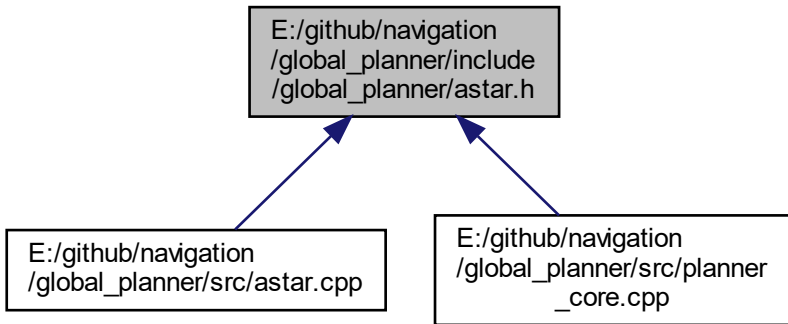 E:/github/navigation
/global_planner/include
/global_planner/astar.h
E:/github/navigation
/global_planner/src/astar.cpp
E:/github/navigation
/global_planner/src/planner
_core.cpp